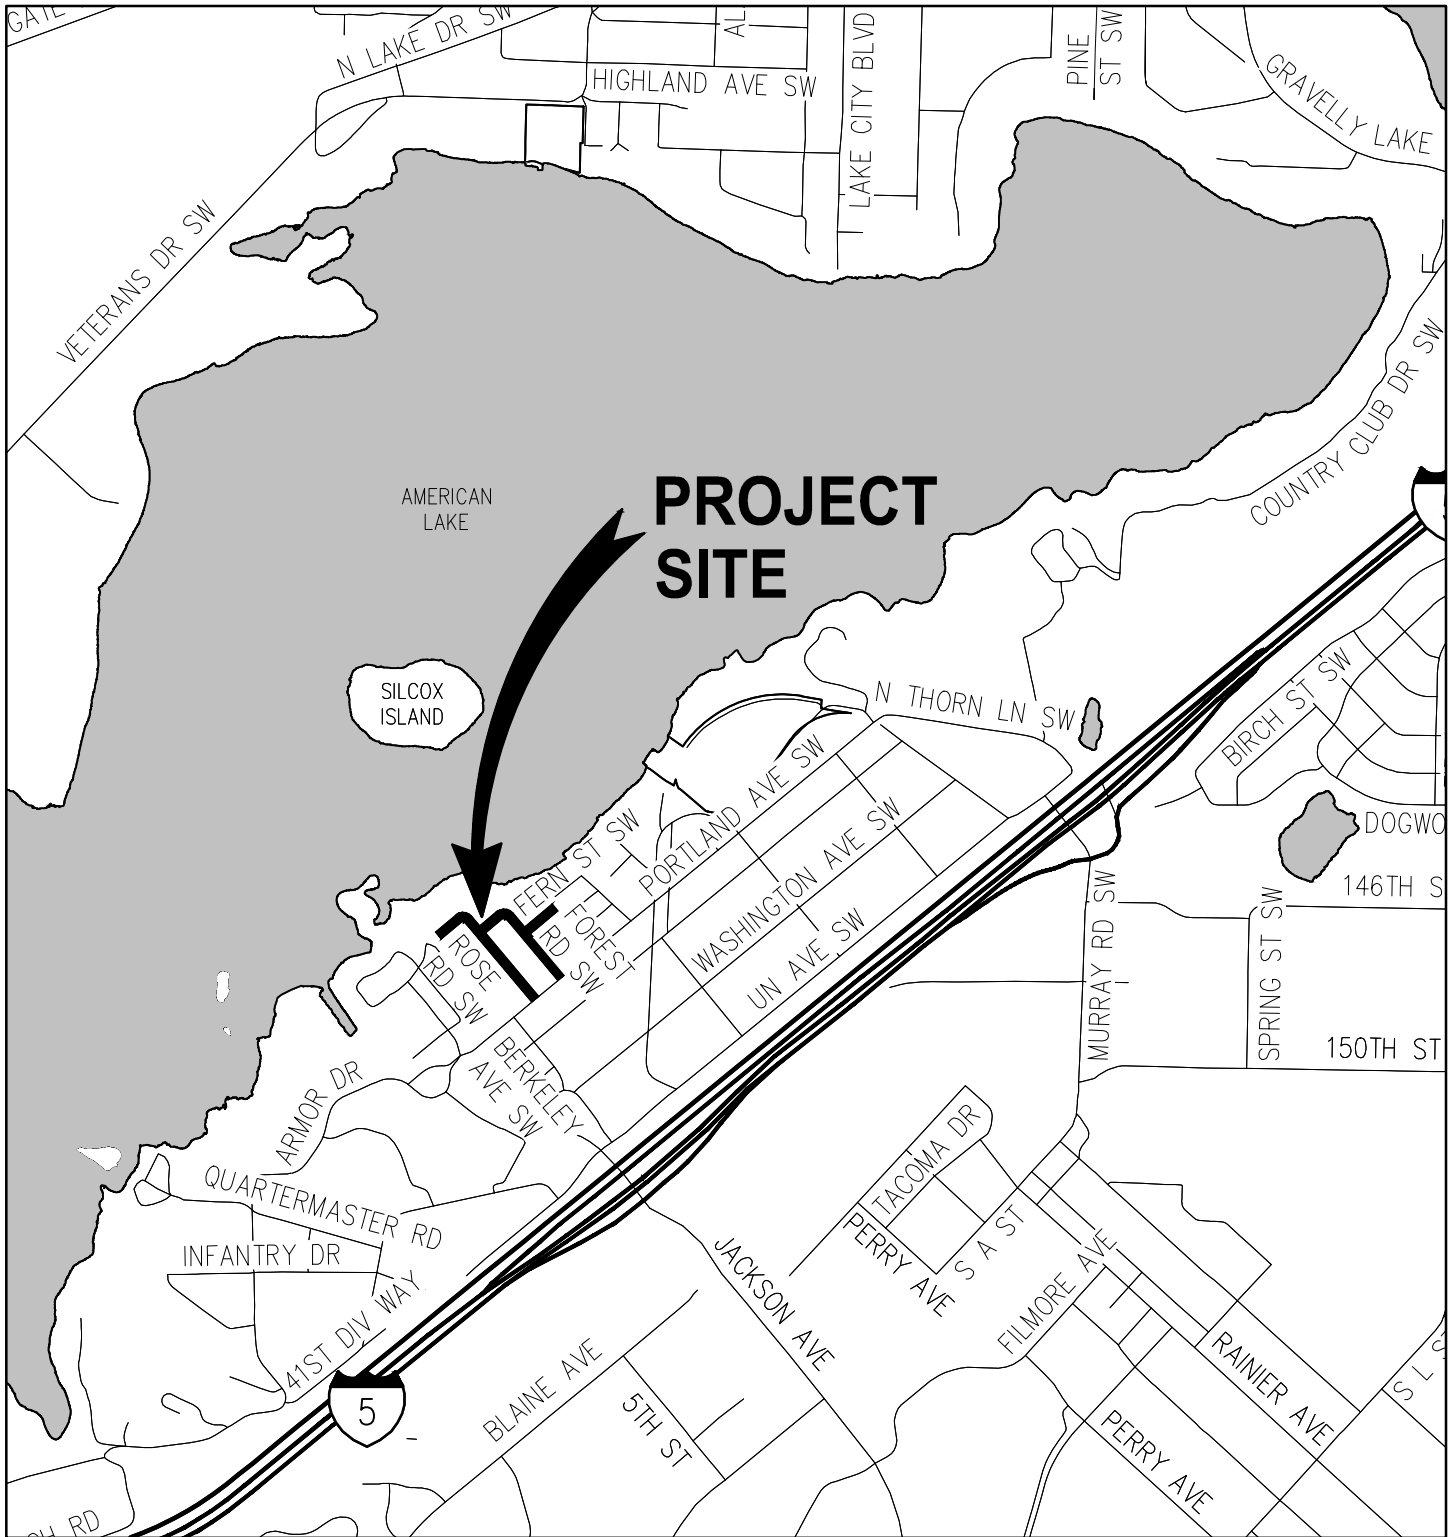 GATE
N LAKE DR SW
AL
LAKE CITY BLVD
PINE
ST SW
HIGHLAND AVE SW
GRAVELLY LAKE
VETERANS DR SW
COUNTRY CLUB DR SW
AMERICAN
LAKE
PROJECT
SITE
SILCOX
ISLAND
N THORN LN SW
BIRCH ST SW
DOGWO
146TH S
FERN ST SW
PORTLAND AVE SW
WASHINGTON AVE SW
UN AVE SW
FOREST
RD SW
ROSE
RD SW
MURRAY RD SW
SPRING ST SW
150TH ST
BERKELEY
AVE SW
ARMOR DR
QUARTERMASTER RD
INFANTRY DR
41ST DIV WAY
5
TACOMA DR
PERRY AVE
S A ST
FILMORE AVE
JACKSON AVE
BLAINE AVE
5TH ST
RAINIER AVE
PERRY AVE
S L S
RD